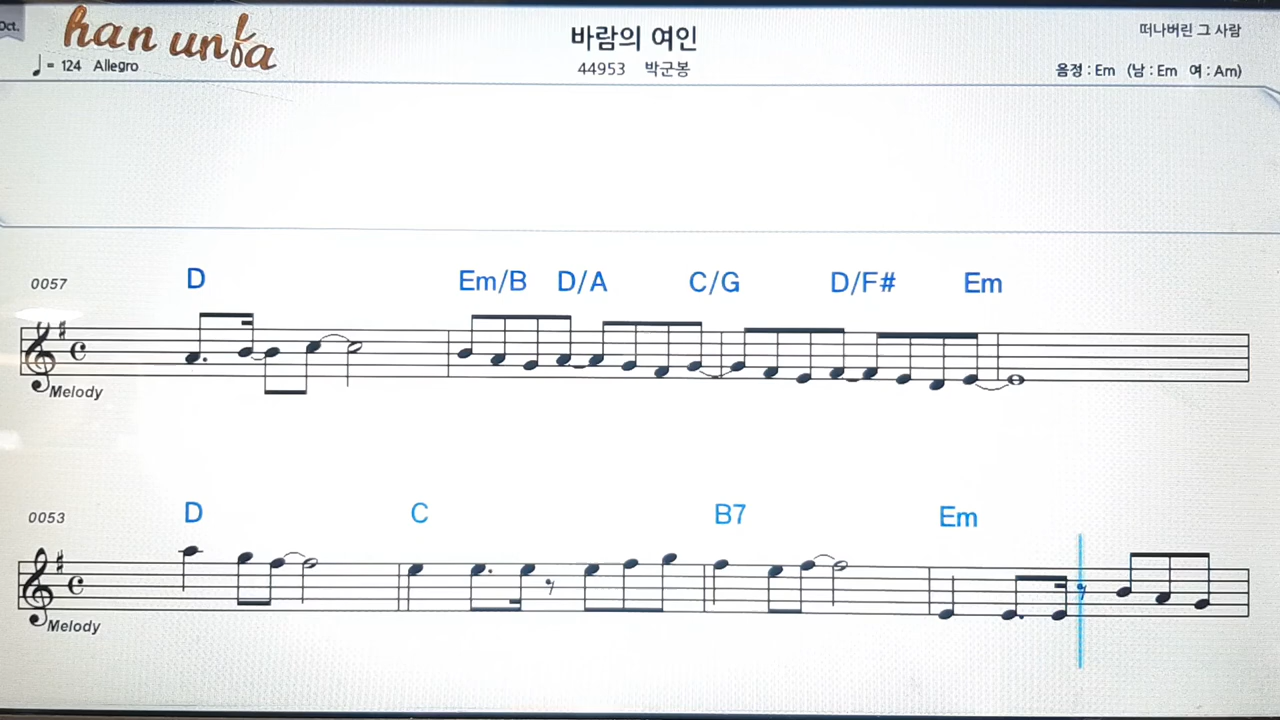 Oct.
han unfa
바람의 여인
떠나버린 그 사람
♩= 124 Allegro
44953 박군봉
음정 : Em (남 : Em 여 : Am)
0057
D Em/B D/A C/G D/F# Em
Melody
0053
D C B7 Em
Melody